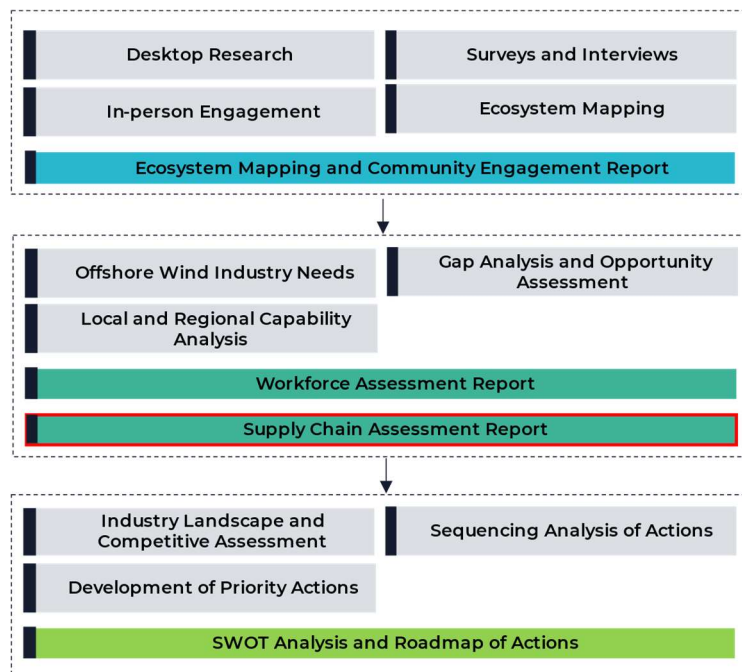 Desktop Research
Surveys and Interviews
In-person Engagement
Ecosystem Mapping
Ecosystem Mapping and Community Engagement Report
Offshore Wind Industry Needs
Gap Analysis and Opportunity
Assessment
Local and Regional Capability
Analysis
Workforce Assessment Report
Supply Chain Assessment Report
Industry Landscape and
Competitive Assessment
Sequencing Analysis of Actions
Development of Priority Actions
SWOT Analysis and Roadmap of Actions